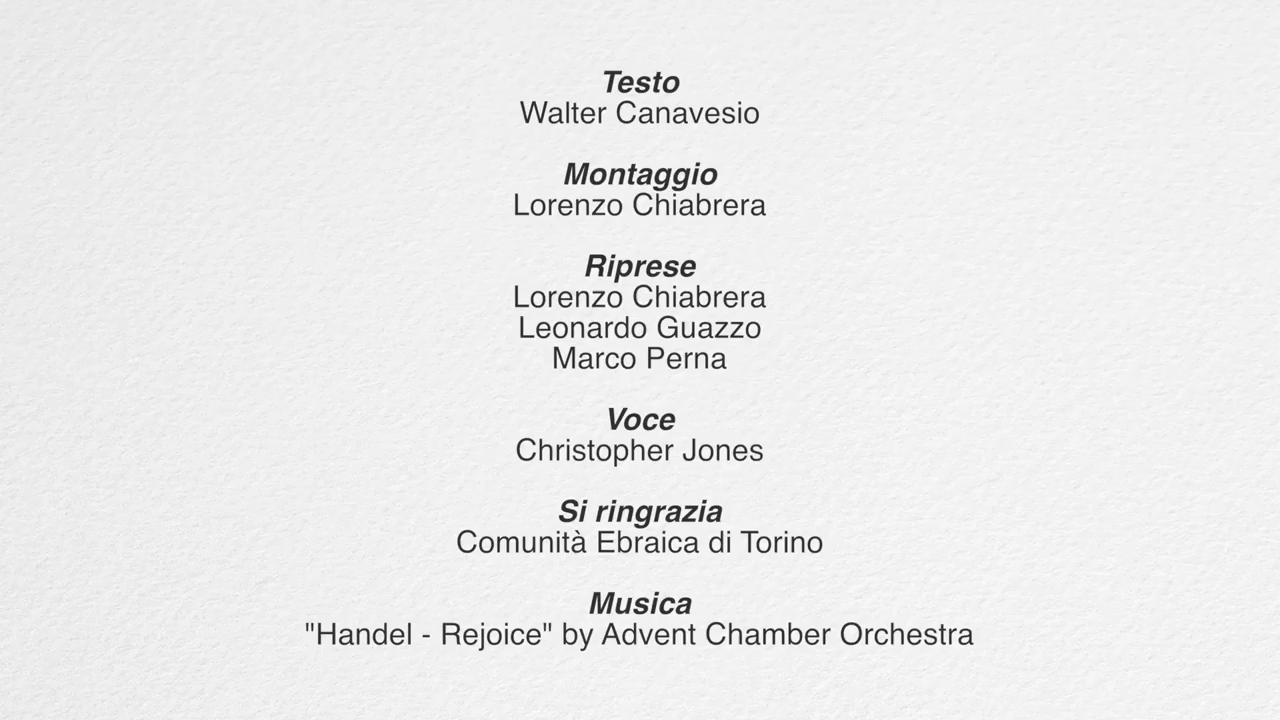 Testo
Walter Canavesio
Montaggio
Lorenzo Chiabrera
Riprese
Lorenzo Chiabrera
Leonardo Guazzo
Marco Perna
Voce
Christopher Jones
Si ringrazia
Comunità Ebraica di Torino
Musica
"Handel - Rejoice" by Advent Chamber Orchestra